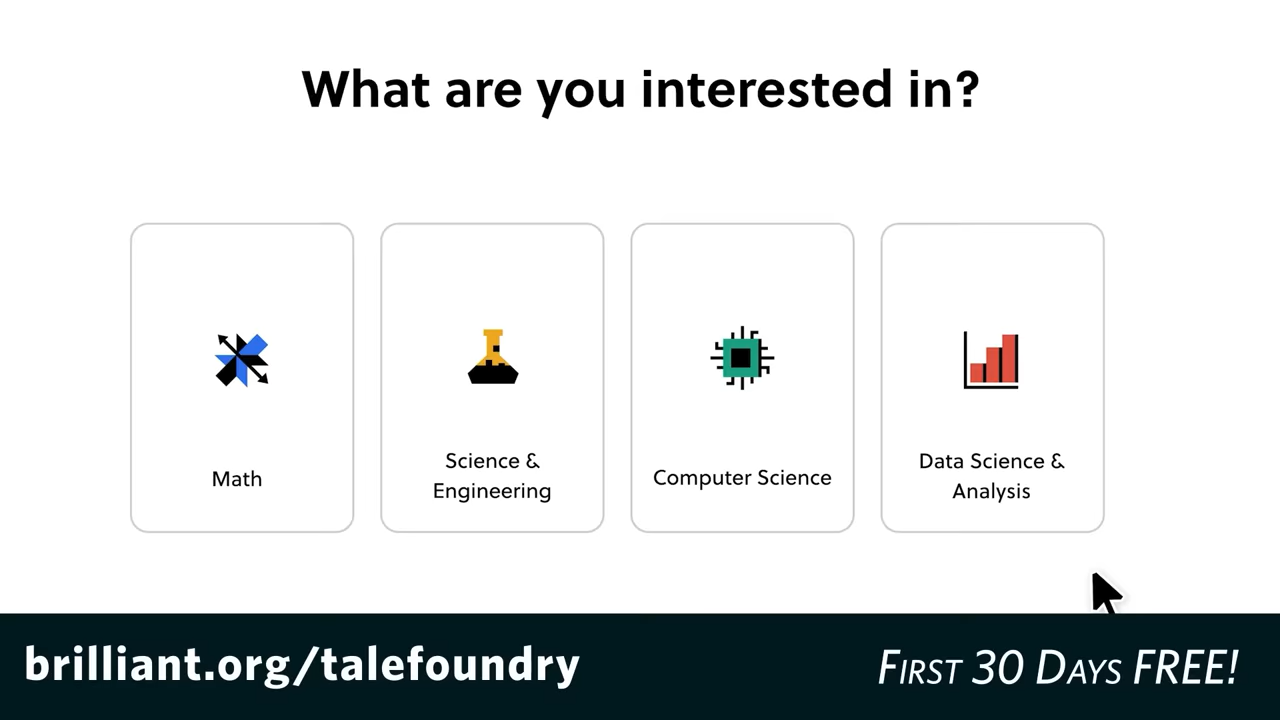 What are you interested in?
Math
Science &
Engineering
Computer Science
Data Science &
Analysis
brilliant.org/talefoundry
First 30 Days FREE!